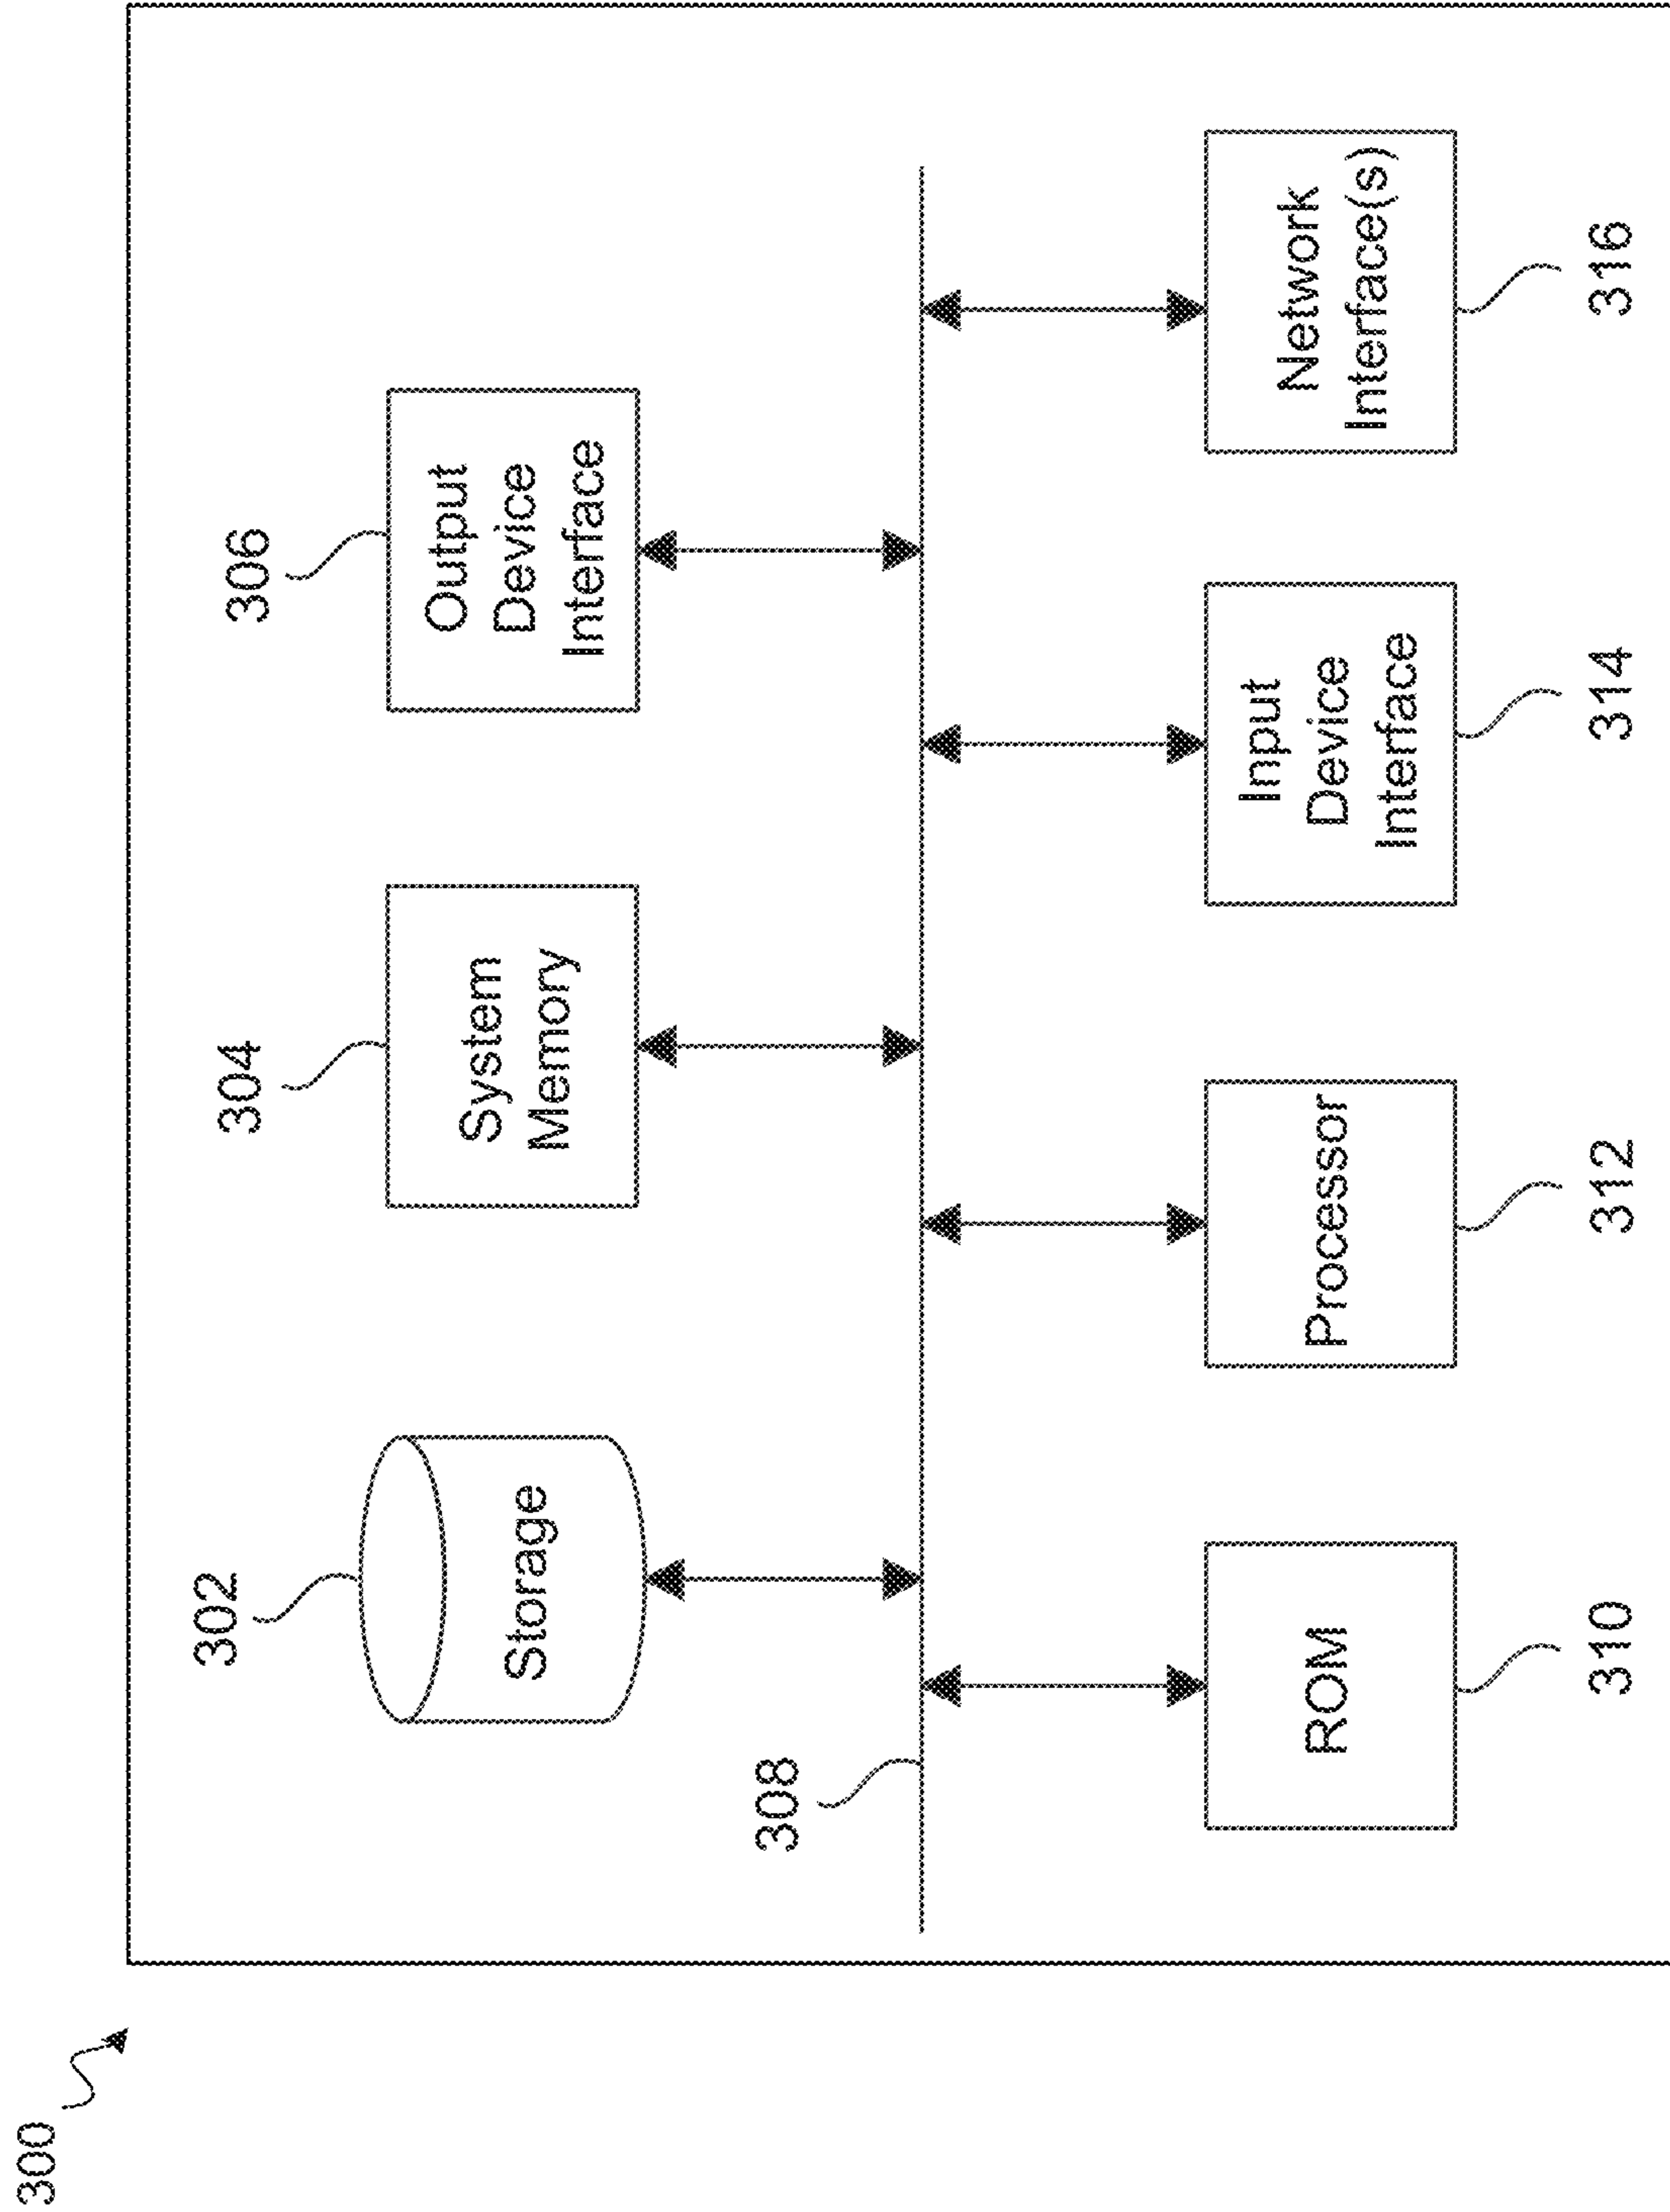 300
302
304
306
Storage
System
Memory
Output
Device
Interface
308
ROM
Processor
Input
Device
Interface
Network
Interface(s)
310
312
314
316